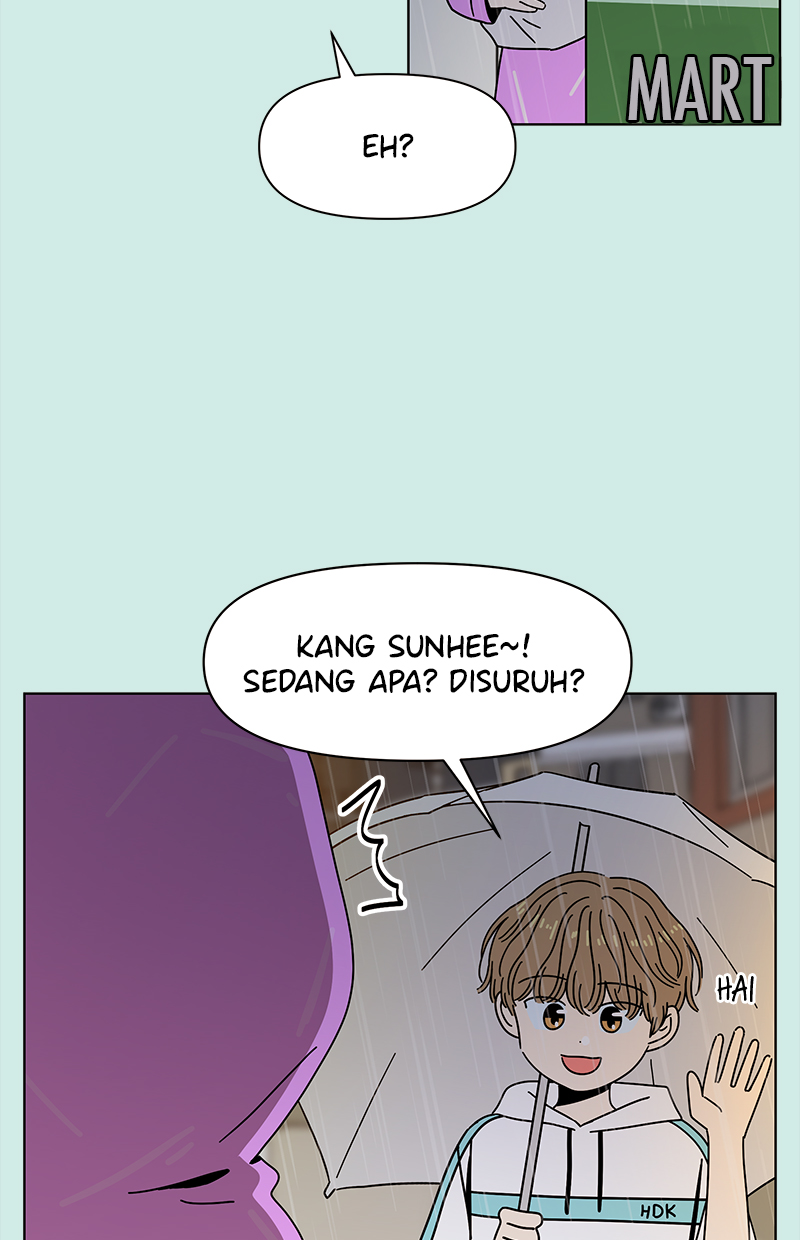 MART
EH?
KANG SUNHEE~!
SEDANG APA? DISURUH?
HAI
HDK